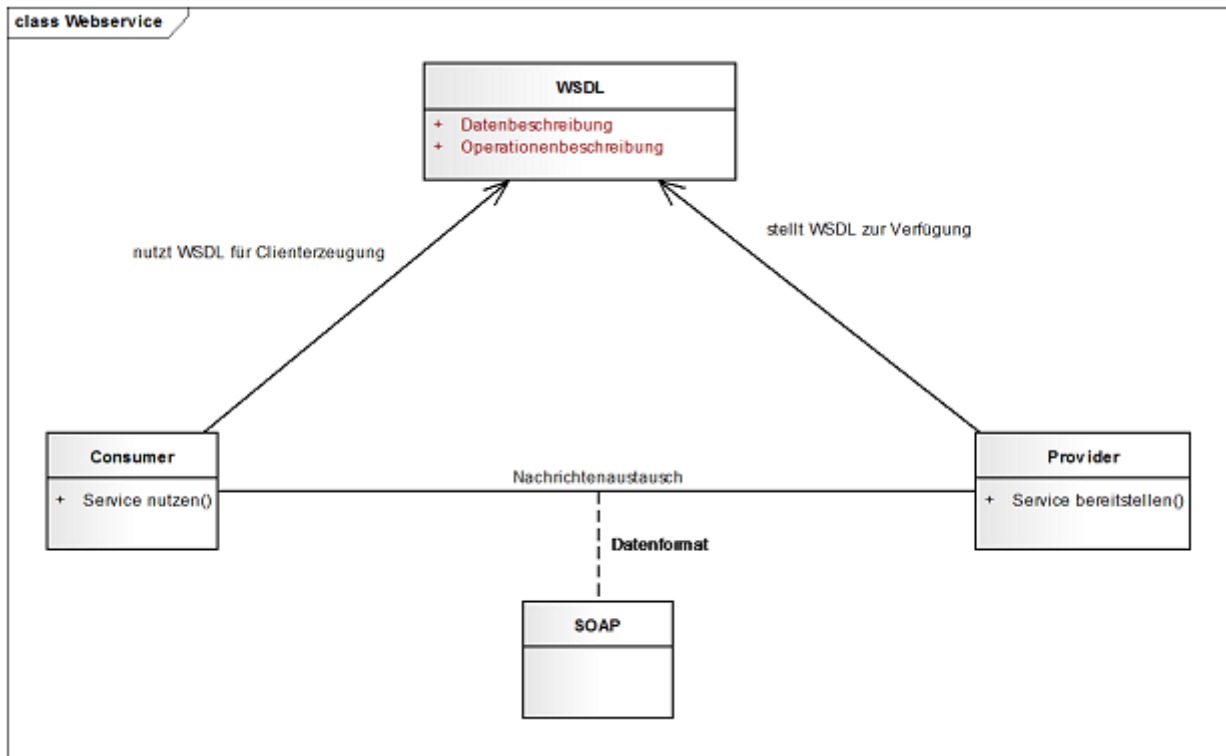 class Webservice
WSDL
+ Datenbeschreibung
+ Operationenbeschreibung
nutzt WSDL für Clienterzeugung
stellt WSDL zur Verfügung
Consumer
+ Service nutzen()
Nachrichtenaustausch
Provider
+ Service bereitstellen()
Datenformat
SOAP